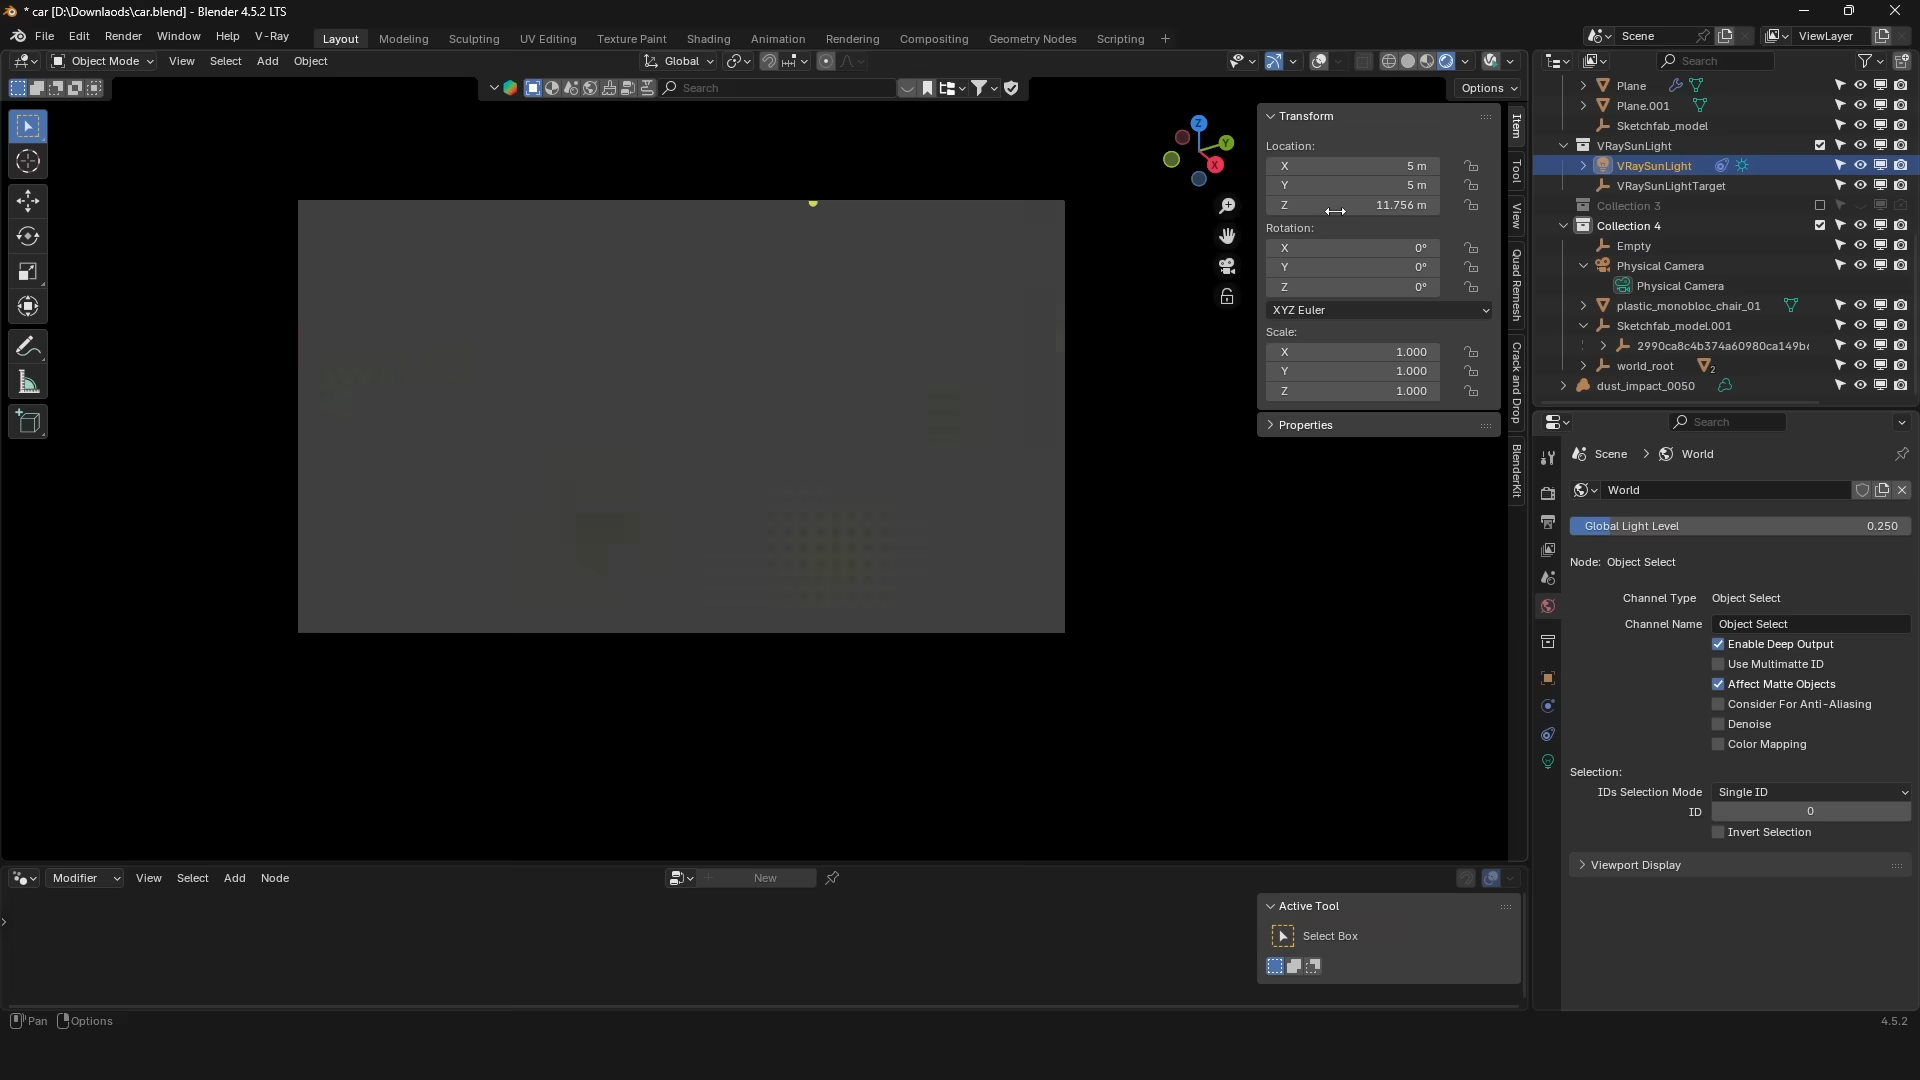 * car [D:\Downlaods\car.blend] - Blender 4.5.2 LTS
File Edit Render Window Help V-Ray Layout Modeling Sculpting UV Editing Texture Paint Shading Animation Rendering Compositing Geometry Nodes Scripting + Scene ViewLayer
Object Mode View Select Add Object Global Search
Search Options
Plane
Plane.001
Sketchfab_model
VRaySunLight
VRaySunLight
VRaySunLightTarget
Collection 3
Collection 4
Empty
Physical Camera
Physical Camera
plastic_monobloc_chair_01
Sketchfab_model.001
2990ca8c4b374a60980ca149b
world_root 2
dust_impact_0050
Z Y X
Transform
Location:
X 5 m
Y 5 m
Z 11.756 m
Rotation:
X 0°
Y 0°
Z 0°
XYZ Euler
Scale:
X 1.000
Y 1.000
Z 1.000
Properties
Item
Tool
View
Quad Remesh
Crack and Drop
BlenderKit
Search
Scene World
World
Global Light Level 0.250
Node: Object Select
Channel Type Object Select
Channel Name Object Select
Enable Deep Output
Use Multimatte ID
Affect Matte Objects
Consider For Anti-Aliasing
Denoise
Color Mapping
Selection:
IDs Selection Mode Single ID
ID 0
Invert Selection
Viewport Display
Modifier View Select Add Node New
Active Tool
Select Box
Pan Options 4.5.2